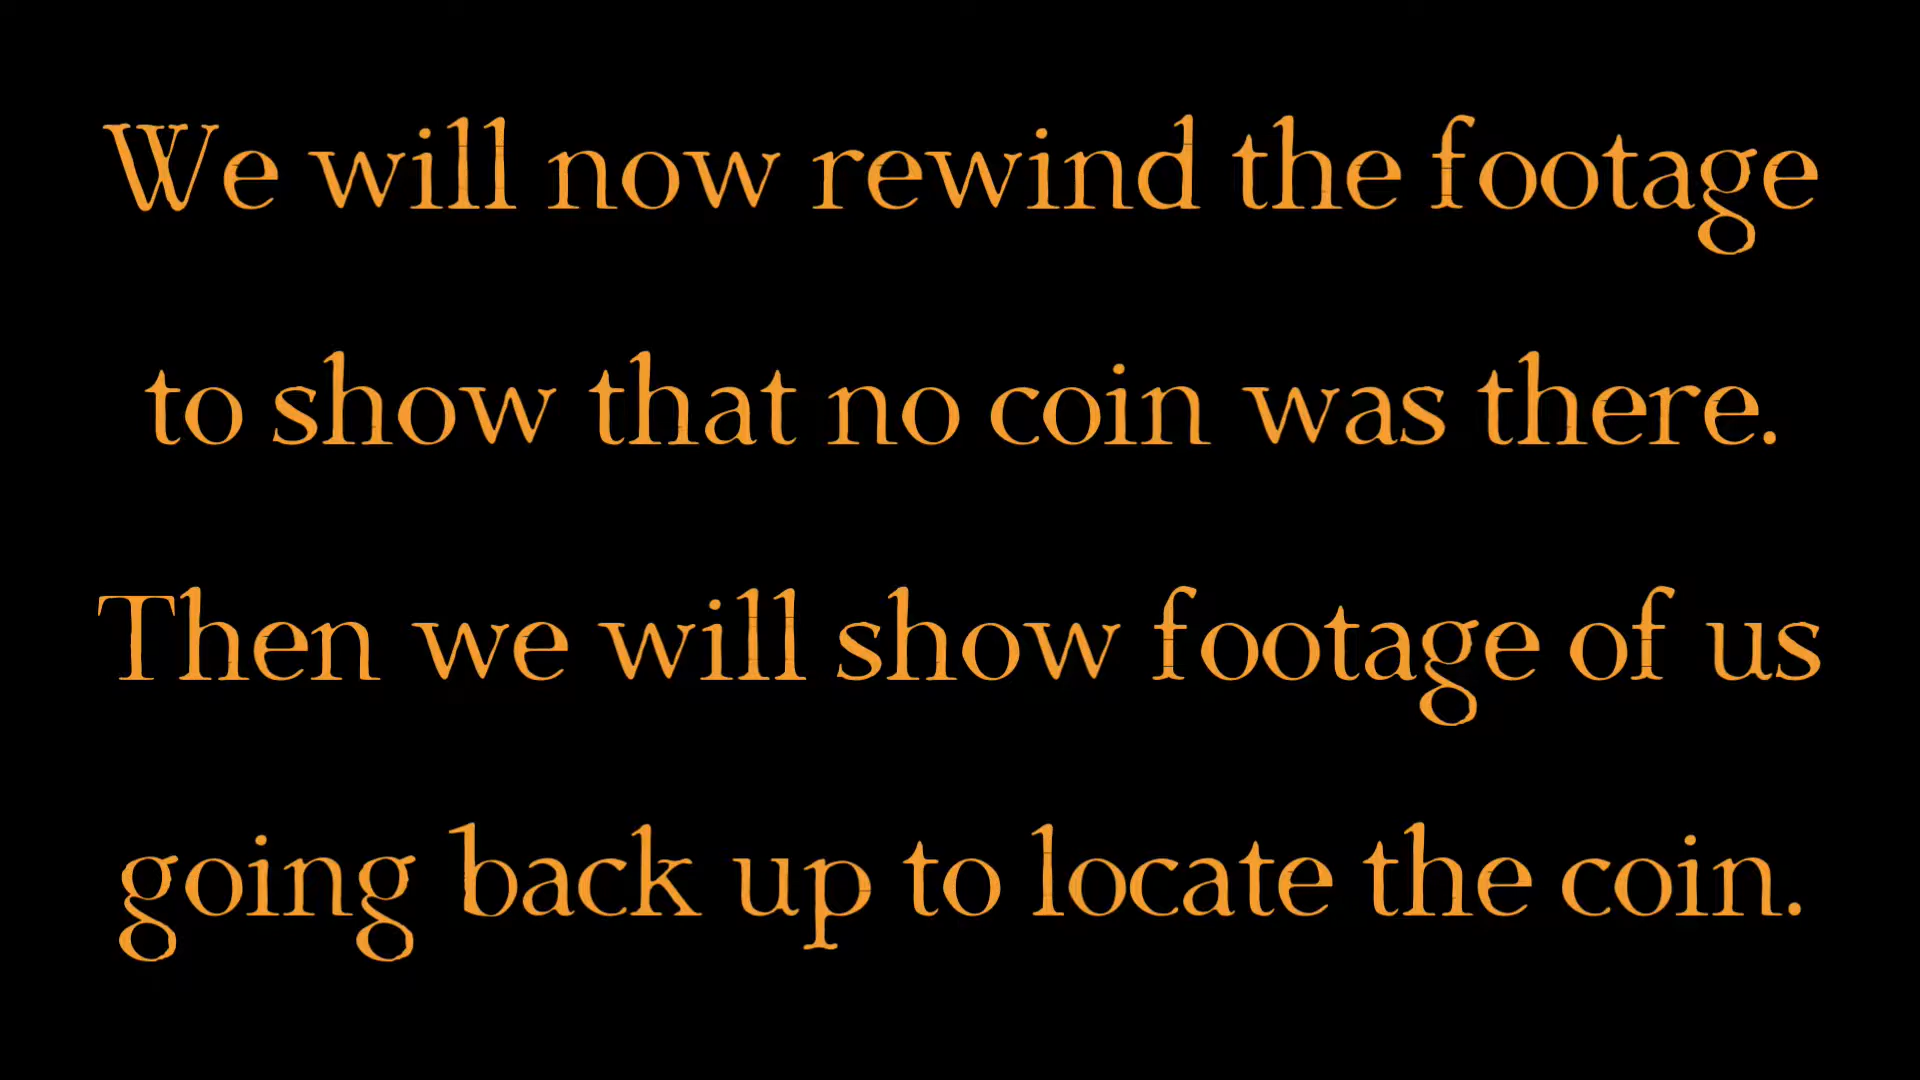 We will now rewind the footage
to show that no coin was there.
Then we will show footage of us
going back up to locate the coin.